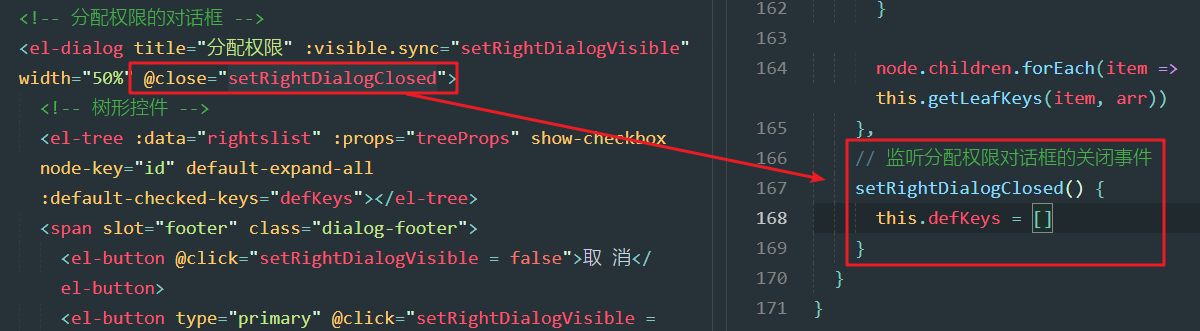 <!-- 分配权限的对话框 -->
<el-dialog title="分配权限" :visible.sync="setRightDialogVisible"
width="50%" @close="setRightDialogClosed">
<!-- 树形控件 -->
<el-tree :data="rightslist" :props="treeProps" show-checkbox
node-key="id" default-expand-all
:default-checked-keys="defKeys"></el-tree>
<span slot="footer" class="dialog-footer">
<el-button @click="setRightDialogVisible = false">取 消</
el-button>
<el-button type="primary" @click="setRightDialogVisible =
162 }
163
164 node.children.forEach(item =>
this.getLeafKeys(item, arr))
165 },
166 // 监听分配权限对话框的关闭事件
167 setRightDialogClosed() {
168 this.defKeys = []
169 }
170 }
171 }